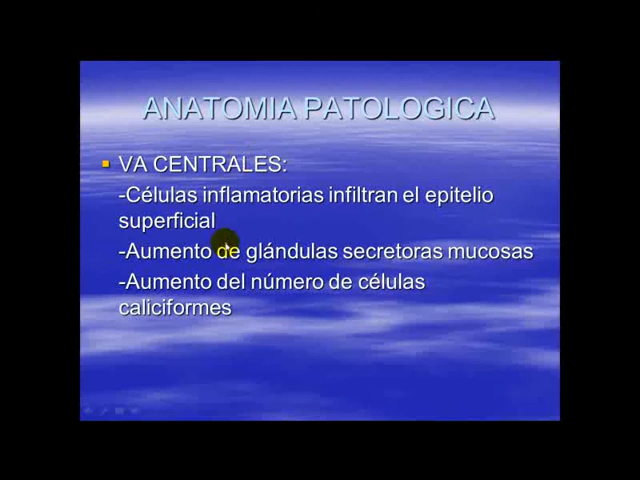 ANATOMIA PATOLOGICA
VA CENTRALES:
-Células inflamatorias infiltran el epitelio
superficial
-Aumento de glándulas secretoras mucosas
-Aumento del número de células
caliciformes